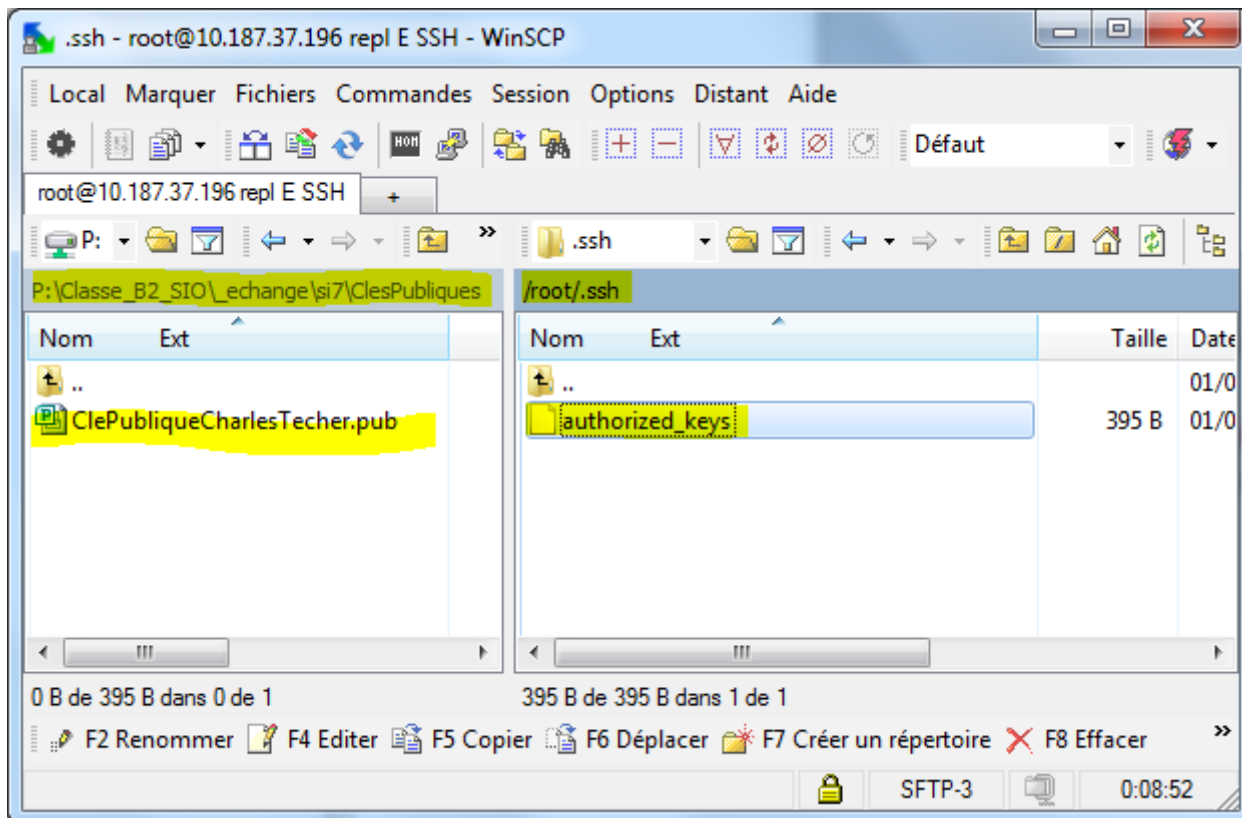 .ssh - root@10.187.37.196 repl E SSH - WinSCP
Local Marquer Fichiers Commandes Session Options Distant Aide
Défaut
root@10.187.37.196 repl E SSH +
P: .ssh
P:\Classe_B2_SIO\_echange\si7\ClesPubliques /root/.ssh
Nom Ext Nom Ext Taille Date
.. .. 01/0
ClePubliqueCharlesTecher.pub authorized_keys 395 B 01/0
0 B de 395 B dans 0 de 1 395 B de 395 B dans 1 de 1
F2 Renommer F4 Editer F5 Copier F6 Déplacer F7 Créer un répertoire F8 Effacer
SFTP-3 0:08:52